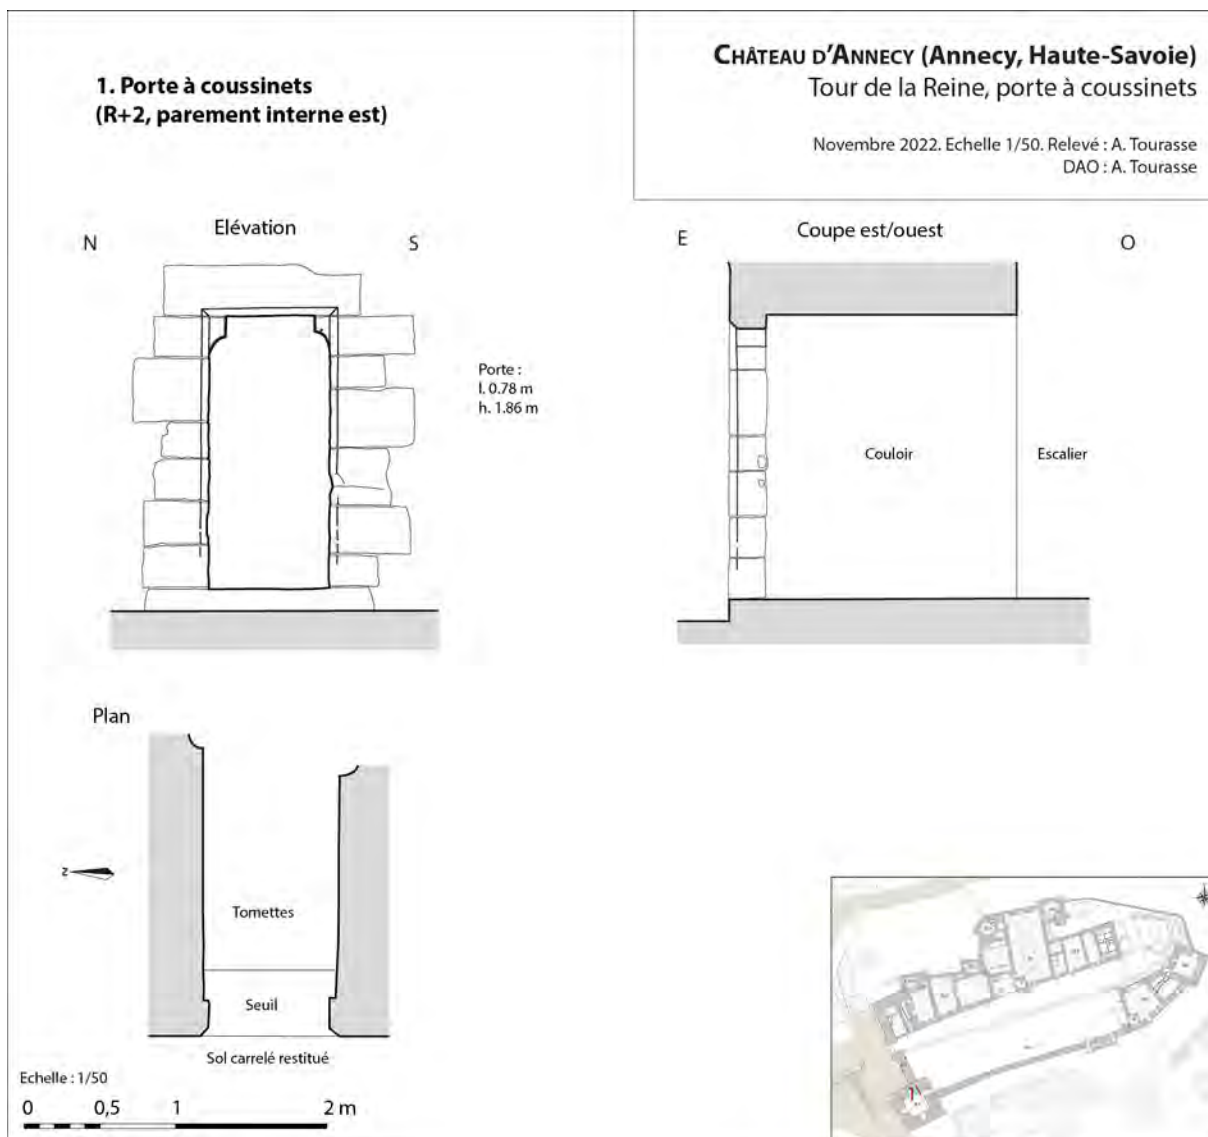 CHÂTEAU D'ANNECY (Annecy, Haute-Savoie)
Tour de la Reine, porte à coussinets
Novembre 2022. Echelle 1/50. Relevé : A. Tourasse
DAO : A. Tourasse
1. Porte à coussinets
(R+2, parement interne est)
Elévation
N
S
Porte :
l. 0.78 m
h. 1.86 m
Coupe est/ouest
E
O
Couloir
Escalier
Plan
N
Tomettes
Seuil
Sol carrelé restitué
Echelle : 1/50
0 0,5 1 2 m